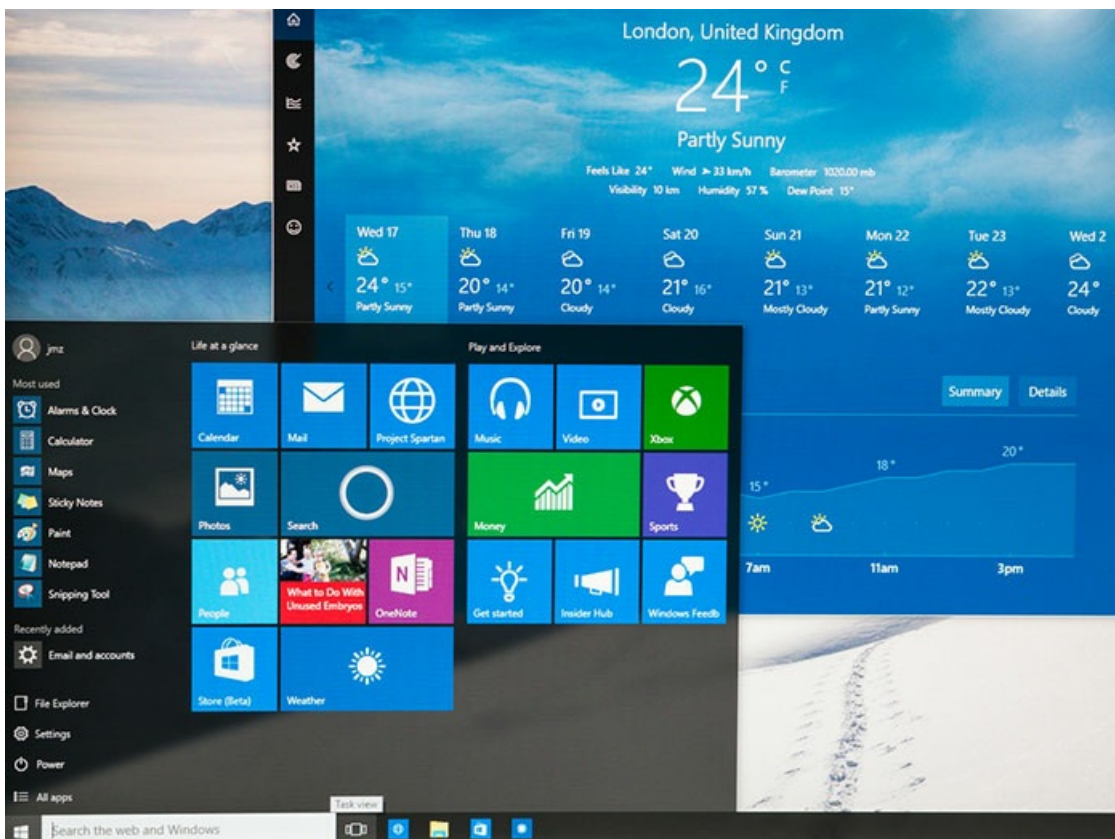 London, United Kingdom
24° C
F
Partly Sunny
Feels Like 24° Wind ➤ 33 km/h Barometer 1020.00 mb
Visibility 10 km Humidity 57 % Dew Point 15°
Wed 17 Thu 18 Fri 19 Sat 20 Sun 21 Mon 22 Tue 23 Wed 2
24° 15° 20° 14° 20° 14° 21° 16° 21° 13° 21° 12° 22° 13° 24°
Partly Sunny Partly Sunny Cloudy Cloudy Mostly Cloudy Partly Sunny Mostly Cloudy Cloudy
Summary Details
15° 18° 20°
7am 11am 3pm
jmz
Most used
Alarms & Clock
Calculator
Maps
Sticky Notes
Paint
Notepad
Snipping Tool
Recently added
Email and accounts
File Explorer
Settings
Power
All apps
Life at a glance
Calendar Mail Project Spartan
Photos Search
People
What to Do With
Unused Embryos
OneNote
Store (Beta) Weather
Play and Explore
Music Video Xbox
Money Sports
Get started Insider Hub Windows Feedb
Task view
Search the web and Windows